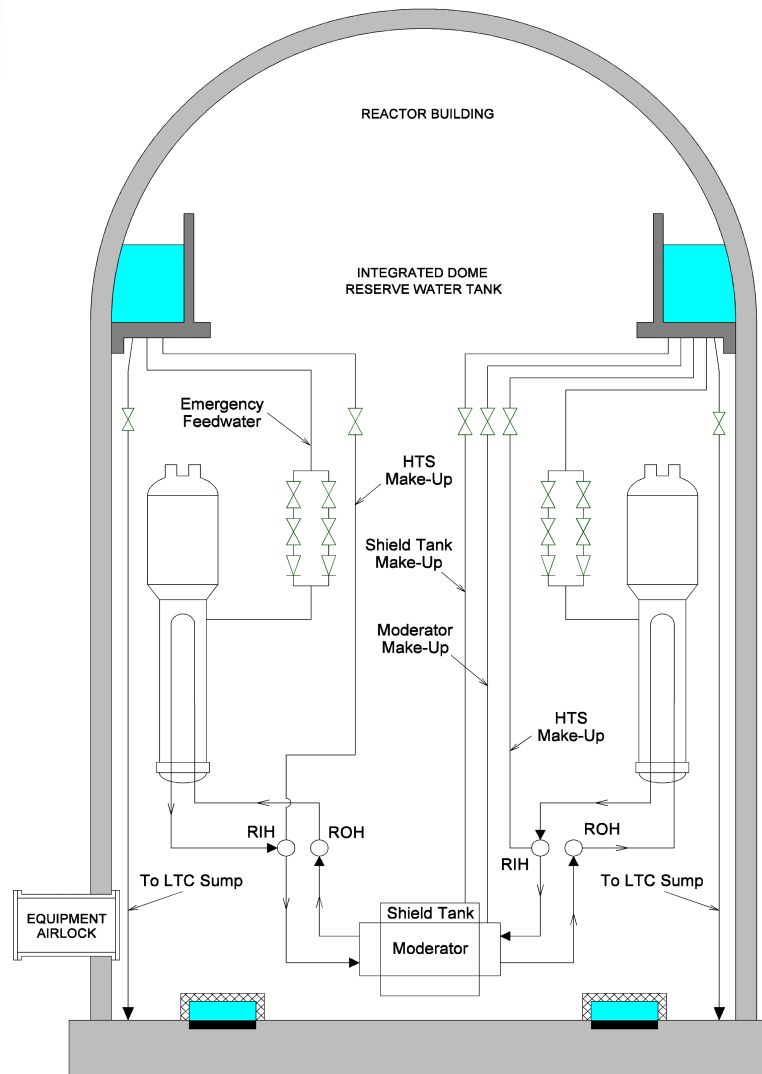 REACTOR BUILDING
INTEGRATED DOME
RESERVE WATER TANK
Emergency
Feedwater
HTS
Make-Up
Shield Tank
Make-Up
Moderator
Make-Up
HTS
Make-Up
RIH
ROH
RIH
ROH
To LTC Sump
To LTC Sump
EQUIPMENT
AIRLOCK
Shield Tank
Moderator